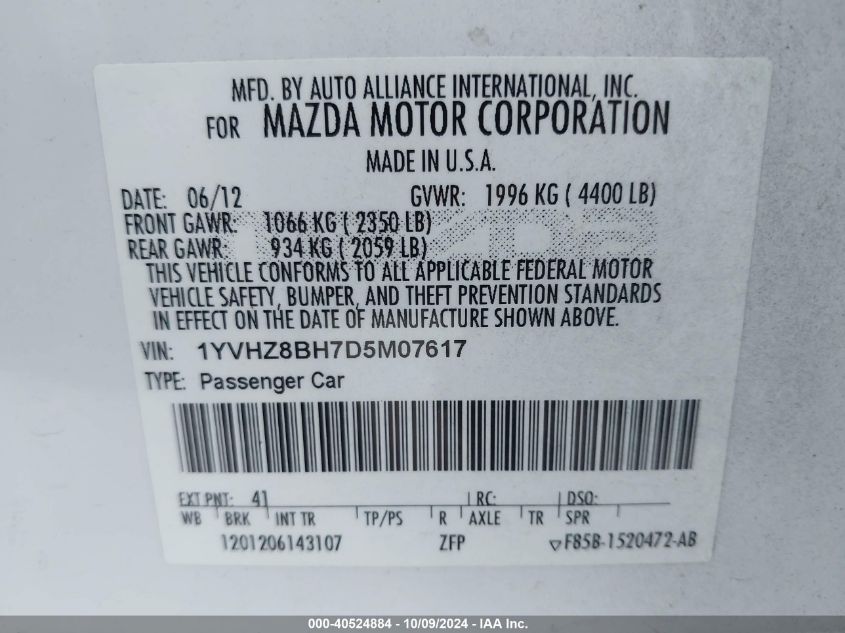 MFD. BY AUTO ALLIANCE INTERNATIONAL, INC.
FOR MAZDA MOTOR CORPORATION
MADE IN U.S.A.
DATE: 06/12 GVWR: 1996 KG ( 4400 LB)
FRONT GAWR: 1066 KG ( 2350 LB)
REAR GAWR: 934 KG ( 2059 LB)
THIS VEHICLE CONFORMS TO ALL APPLICABLE FEDERAL MOTOR
VEHICLE SAFETY, BUMPER, AND THEFT PREVENTION STANDARDS
IN EFFECT ON THE DATE OF MANUFACTURE SHOWN ABOVE.
VIN: 1YVHZ8BH7D5M07617
TYPE: Passenger Car
EXT PNT: 41 RC: DSO:
WB BRK INT TR TP/PS R AXLE TR SPR
1201206143107 ZFP ▽F85B-1520472-AB
000-40524884 - 10/09/2024 - IAA Inc.